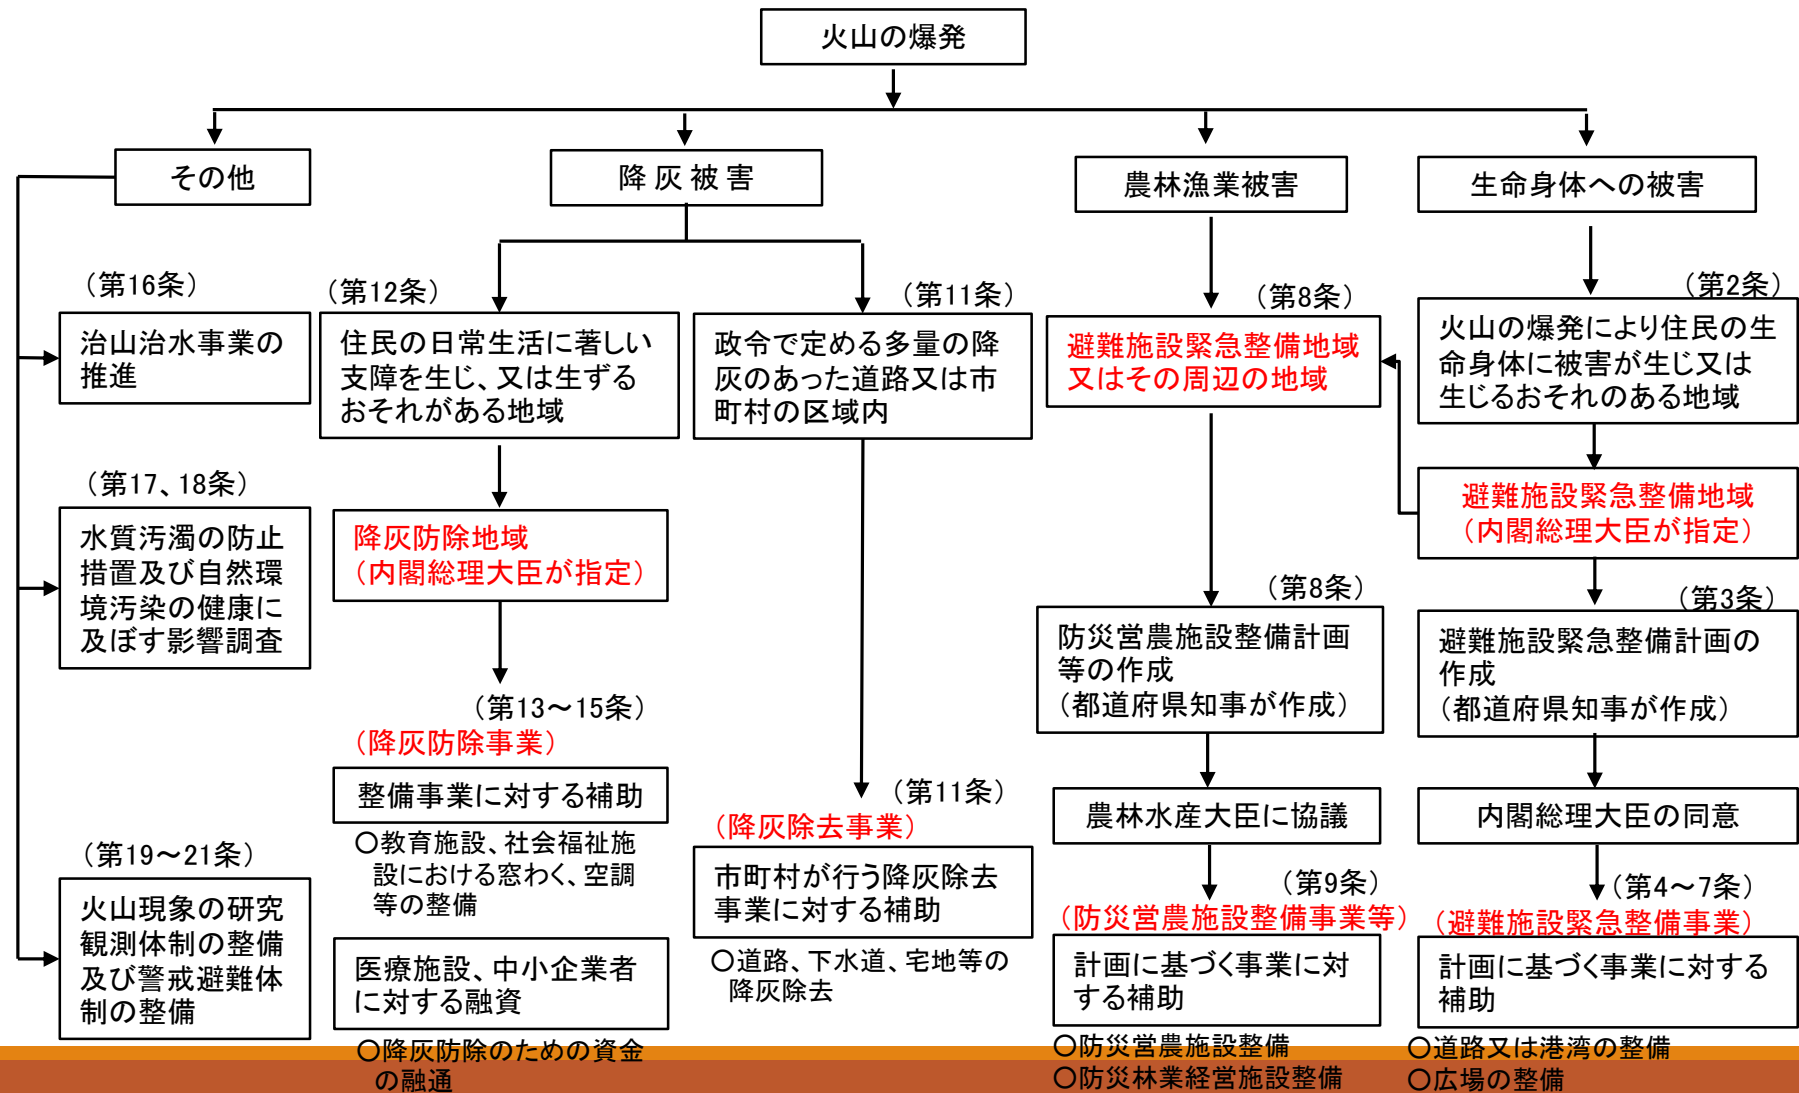 火山の爆発
その他
降灰被害
農林漁業被害
生命身体への被害
（第16条）
治山治水事業の
推進
（第17、18条）
水質汚濁の防止
措置及び自然環
境汚染の健康に
及ぼす影響調査
（第19～21条）
火山現象の研究
観測体制の整備
及び警戒避難体
制の整備
（第12条）
住民の日常生活に著しい
支障を生じ、又は生ずる
おそれがある地域
降灰防除地域
（内閣総理大臣が指定）
（第13～15条）
（降灰防除事業）
整備事業に対する補助
○教育施設、社会福祉施
設における窓わく、空調
等の整備
医療施設、中小企業者
に対する融資
○降灰防除のための資金
の融通
（第11条）
政令で定める多量の降
灰のあった道路又は市
町村の区域内
（第11条）
（降灰除去事業）
市町村が行う降灰除去
事業に対する補助
○道路、下水道、宅地等の
降灰除去
（第8条）
避難施設緊急整備地域
又はその周辺の地域
（第8条）
防災営農施設整備計画
等の作成
（都道府県知事が作成）
農林水産大臣に協議
（第9条）
（防災営農施設整備事業等）
計画に基づく事業に対
する補助
○防災営農施設整備
○防災林業経営施設整備
（第2条）
火山の爆発により住民の生
命身体に被害が生じ又は
生じるおそれのある地域
避難施設緊急整備地域
（内閣総理大臣が指定）
（第3条）
避難施設緊急整備計画の
作成
（都道府県知事が作成）
内閣総理大臣の同意
（第4～7条）
（避難施設緊急整備事業）
計画に基づく事業に対する
補助
○道路又は港湾の整備
○広場の整備